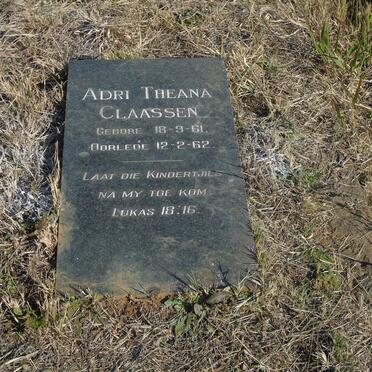 ADRI THEANA
CLAASSEN
GEBORE 18-9-61.
OORLEDE 12-2-62.
LAAT DIE KINDERTJIES
NA MY TOE KOM
LUKAS 18:16.